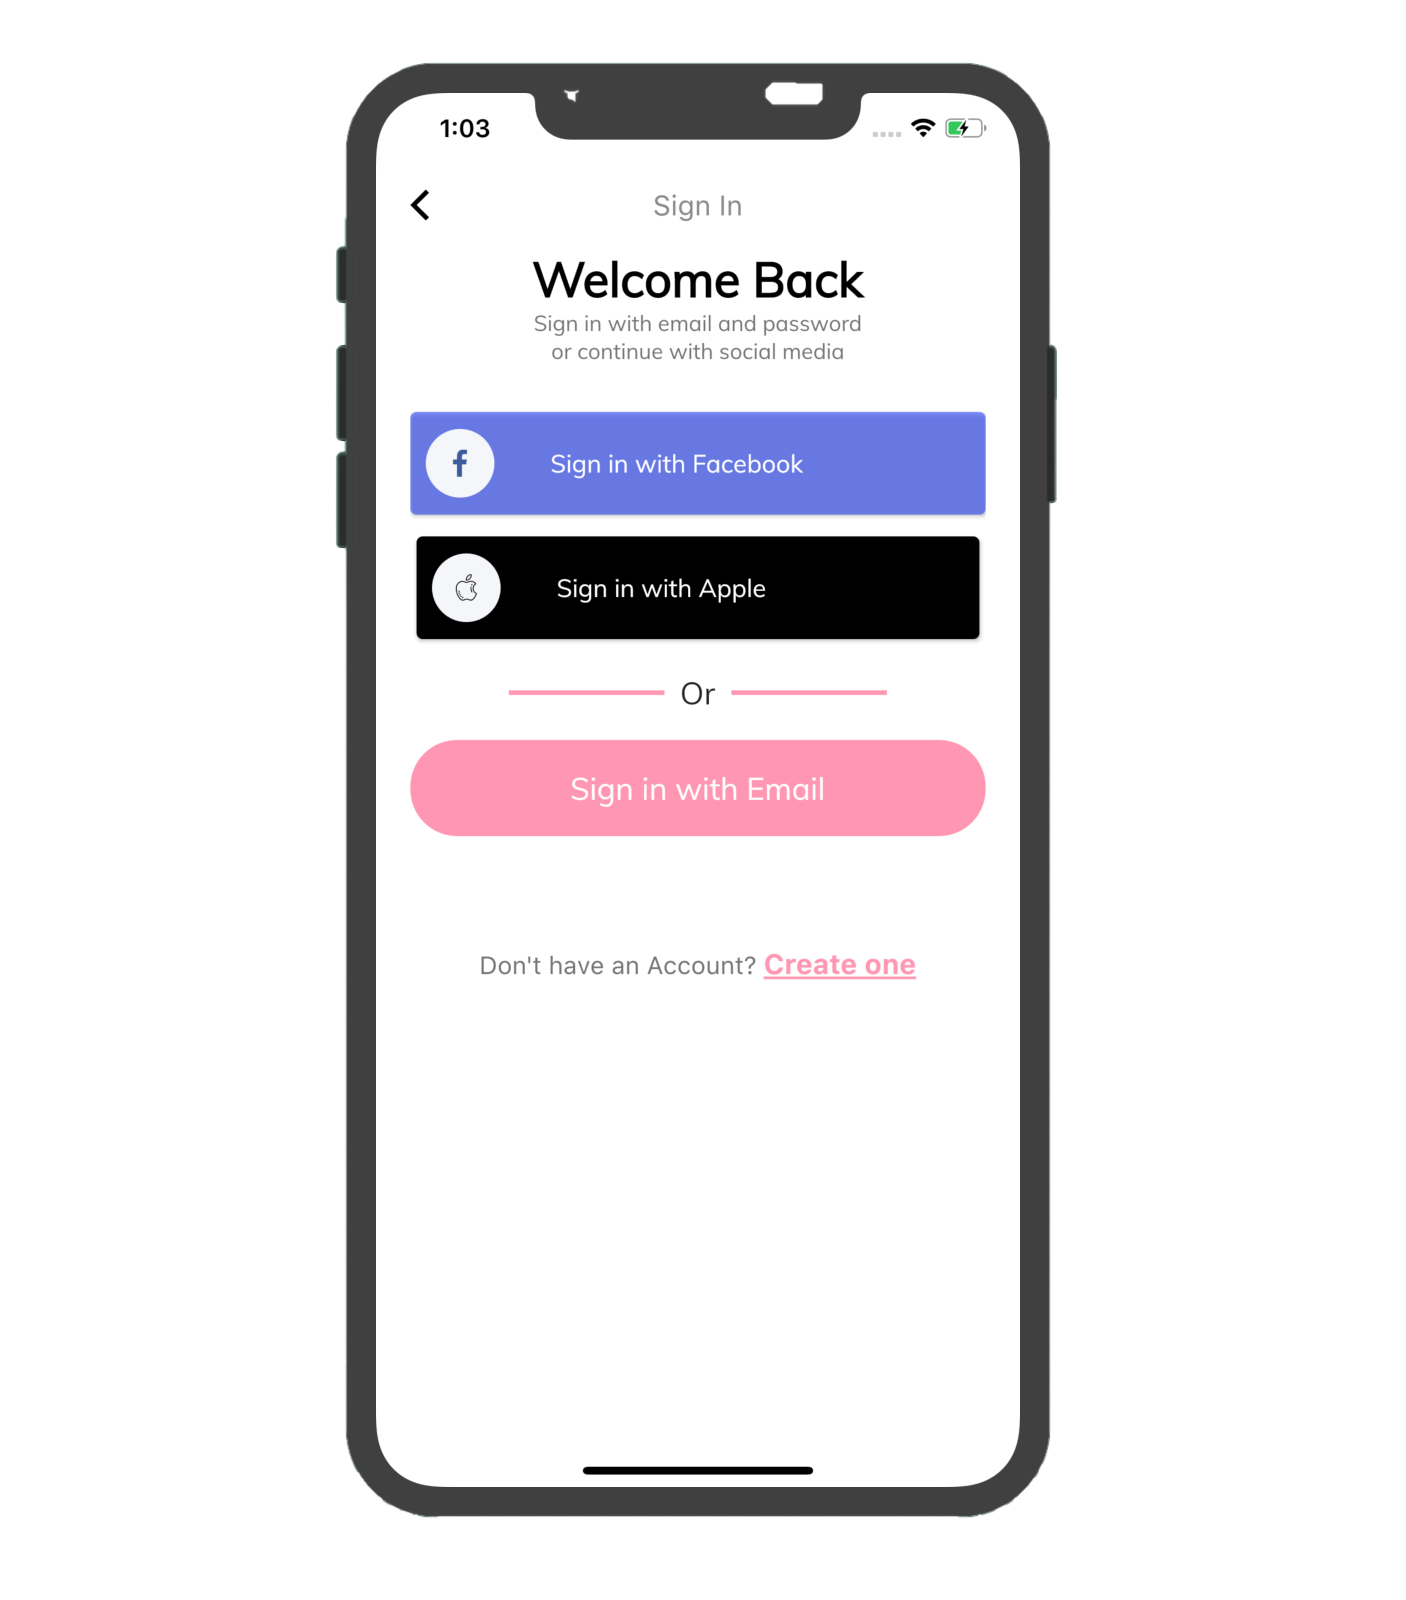 1:03
Sign In
Welcome Back
Sign in with email and password
or continue with social media
Sign in with Facebook
Sign in with Apple
Or
Sign in with Email
Don't have an Account? Create one